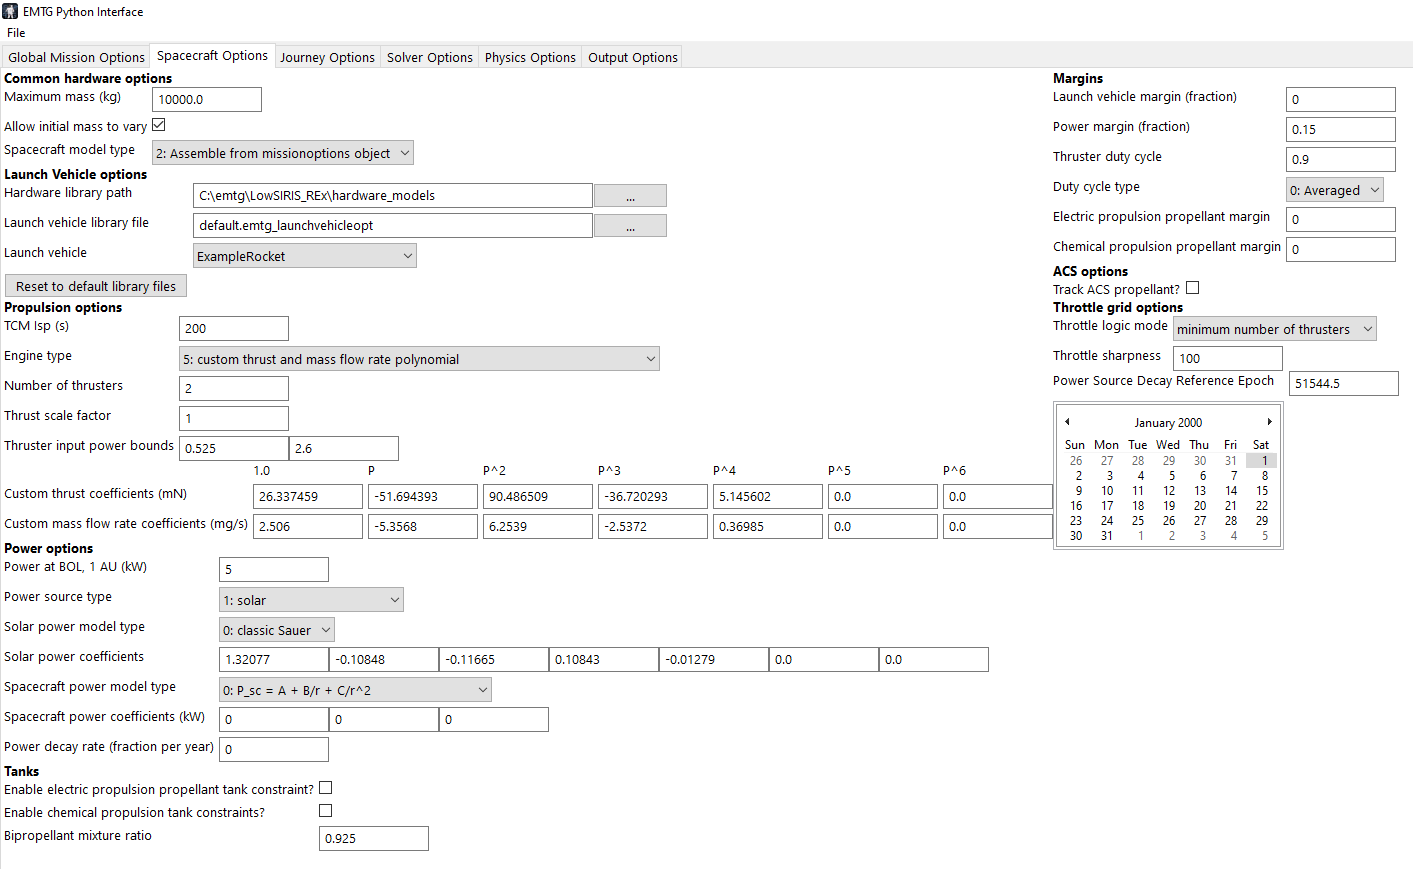 EMTG Python Interface
File
Global Mission Options Spacecraft Options Journey Options Solver Options Physics Options Output Options
Common hardware options
Maximum mass (kg) 10000.0
Allow initial mass to vary
Spacecraft model type 2: Assemble from missionoptions object
Launch Vehicle options
Hardware library path C:\emtg\LowSIRIS_REx\hardware_models ...
Launch vehicle library file default.emtg_launchvehicleopt ...
Launch vehicle ExampleRocket
Reset to default library files
Propulsion options
TCM Isp (s) 200
Engine type 5: custom thrust and mass flow rate polynomial
Number of thrusters 2
Thrust scale factor 1
Thruster input power bounds 0.525 2.6
1.0 P P^2 P^3 P^4 P^5 P^6
Custom thrust coefficients (mN) 26.337459 -51.694393 90.486509 -36.720293 5.145602 0.0 0.0
Custom mass flow rate coefficients (mg/s) 2.506 -5.3568 6.2539 -2.5372 0.36985 0.0 0.0
Power options
Power at BOL, 1 AU (kW) 5
Power source type 1: solar
Solar power model type 0: classic Sauer
Solar power coefficients 1.32077 -0.10848 -0.11665 0.10843 -0.01279 0.0 0.0
Spacecraft power model type 0: P_sc = A + B/r + C/r^2
Spacecraft power coefficients (kW) 0 0 0
Power decay rate (fraction per year) 0
Tanks
Enable electric propulsion propellant tank constraint?
Enable chemical propulsion tank constraints?
Bipropellant mixture ratio 0.925
Margins
Launch vehicle margin (fraction) 0
Power margin (fraction) 0.15
Thruster duty cycle 0.9
Duty cycle type 0: Averaged
Electric propulsion propellant margin 0
Chemical propulsion propellant margin 0
ACS options
Track ACS propellant?
Throttle grid options
Throttle logic mode minimum number of thrusters
Throttle sharpness 100
Power Source Decay Reference Epoch 51544.5
January 2000
Sun Mon Tue Wed Thu Fri Sat
26 27 28 29 30 31 1
2 3 4 5 6 7 8
9 10 11 12 13 14 15
16 17 18 19 20 21 22
23 24 25 26 27 28 29
30 31 1 2 3 4 5